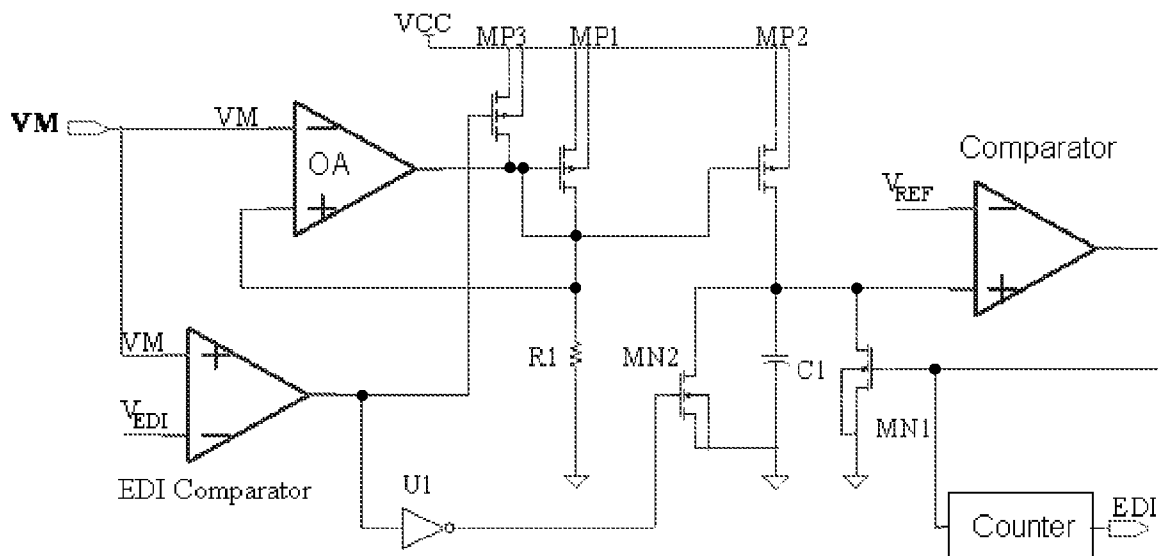 VCC
MP3
MP1
MP2
VM
VM
OA
Comparator
VREF
VM
VEDI
EDI Comparator
R1
MN2
C1
MN1
U1
Counter
EDI